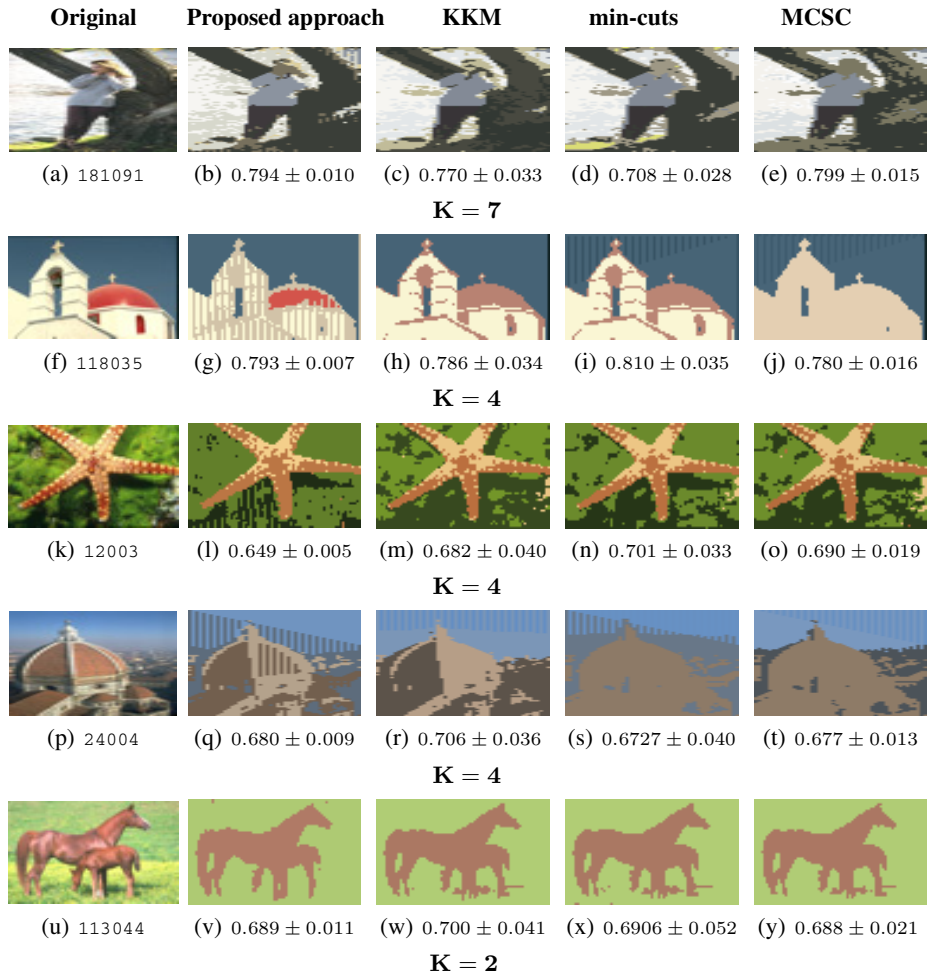 Original Proposed approach KKM min-cuts MCSC
(a) 181091 (b) 0.794 ± 0.010 (c) 0.770 ± 0.033 (d) 0.708 ± 0.028 (e) 0.799 ± 0.015
K = 7
(f) 118035 (g) 0.793 ± 0.007 (h) 0.786 ± 0.034 (i) 0.810 ± 0.035 (j) 0.780 ± 0.016
K = 4
(k) 12003 (l) 0.649 ± 0.005 (m) 0.682 ± 0.040 (n) 0.701 ± 0.033 (o) 0.690 ± 0.019
K = 4
(p) 24004 (q) 0.680 ± 0.009 (r) 0.706 ± 0.036 (s) 0.6727 ± 0.040 (t) 0.677 ± 0.013
K = 4
(u) 113044 (v) 0.689 ± 0.011 (w) 0.700 ± 0.041 (x) 0.6906 ± 0.052 (y) 0.688 ± 0.021
K = 2